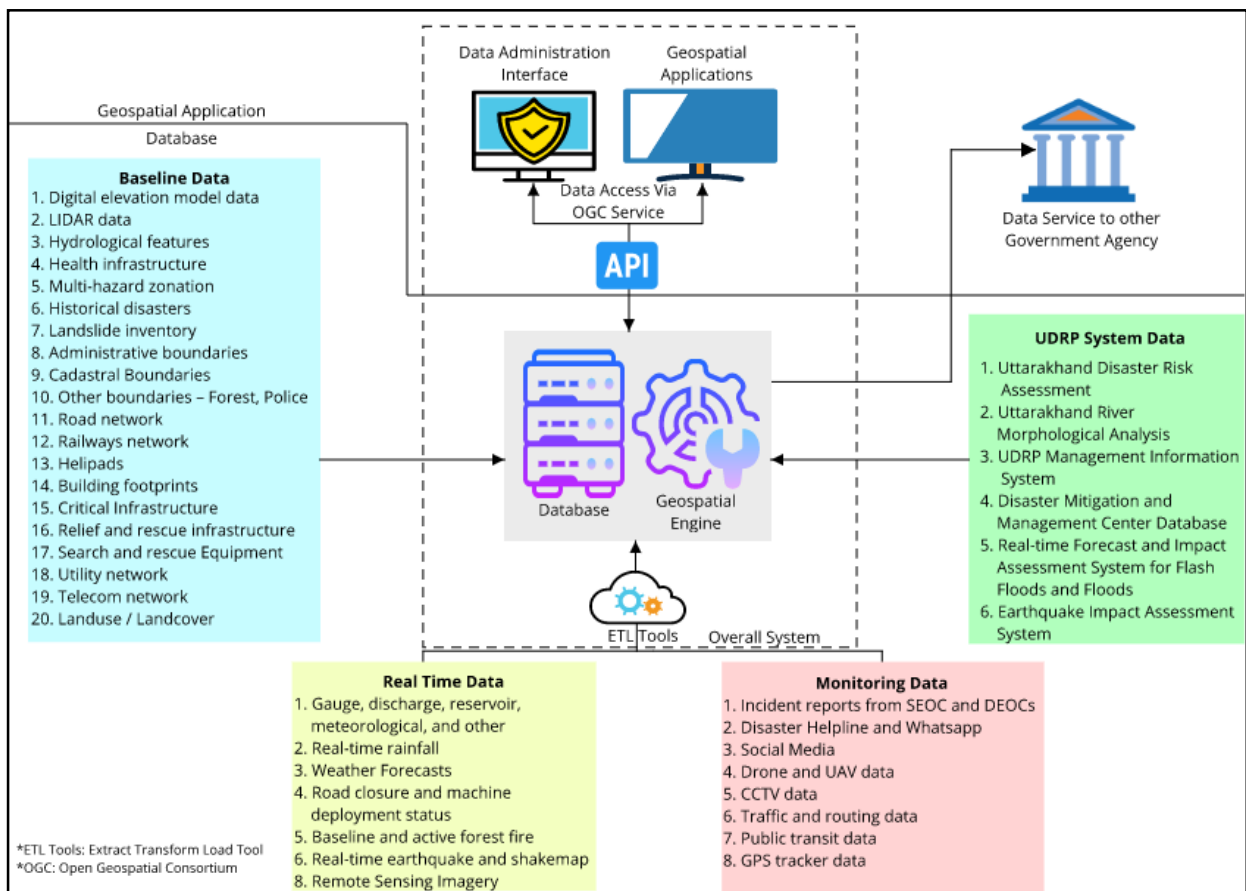 Data Administration
Interface
Geospatial
Applications
Geospatial Application
Database
Data Access Via
OGC Service
API
Data Service to other
Government Agency
Baseline Data
1. Digital elevation model data
2. LIDAR data
3. Hydrological features
4. Health infrastructure
5. Multi-hazard zonation
6. Historical disasters
7. Landslide inventory
8. Administrative boundaries
9. Cadastral Boundaries
10. Other boundaries – Forest, Police
11. Road network
12. Railways network
13. Helipads
14. Building footprints
15. Critical Infrastructure
16. Relief and rescue infrastructure
17. Search and rescue Equipment
18. Utility network
19. Telecom network
20. Landuse / Landcover
Database
Geospatial
Engine
UDRP System Data
1. Uttarakhand Disaster Risk
Assessment
2. Uttarakhand River
Morphological Analysis
3. UDRP Management Information
System
4. Disaster Mitigation and
Management Center Database
5. Real-time Forecast and Impact
Assessment System for Flash
Floods and Floods
6. Earthquake Impact Assessment
System
ETL Tools
Overall System
Real Time Data
1. Gauge, discharge, reservoir,
meteorological, and other
2. Real-time rainfall
3. Weather Forecasts
4. Road closure and machine
deployment status
5. Baseline and active forest fire
6. Real-time earthquake and shakemap
8. Remote Sensing Imagery
Monitoring Data
1. Incident reports from SEOC and DEOCs
2. Disaster Helpline and Whatsapp
3. Social Media
4. Drone and UAV data
5. CCTV data
6. Traffic and routing data
7. Public transit data
8. GPS tracker data
*ETL Tools: Extract Transform Load Tool
*OGC: Open Geospatial Consortium